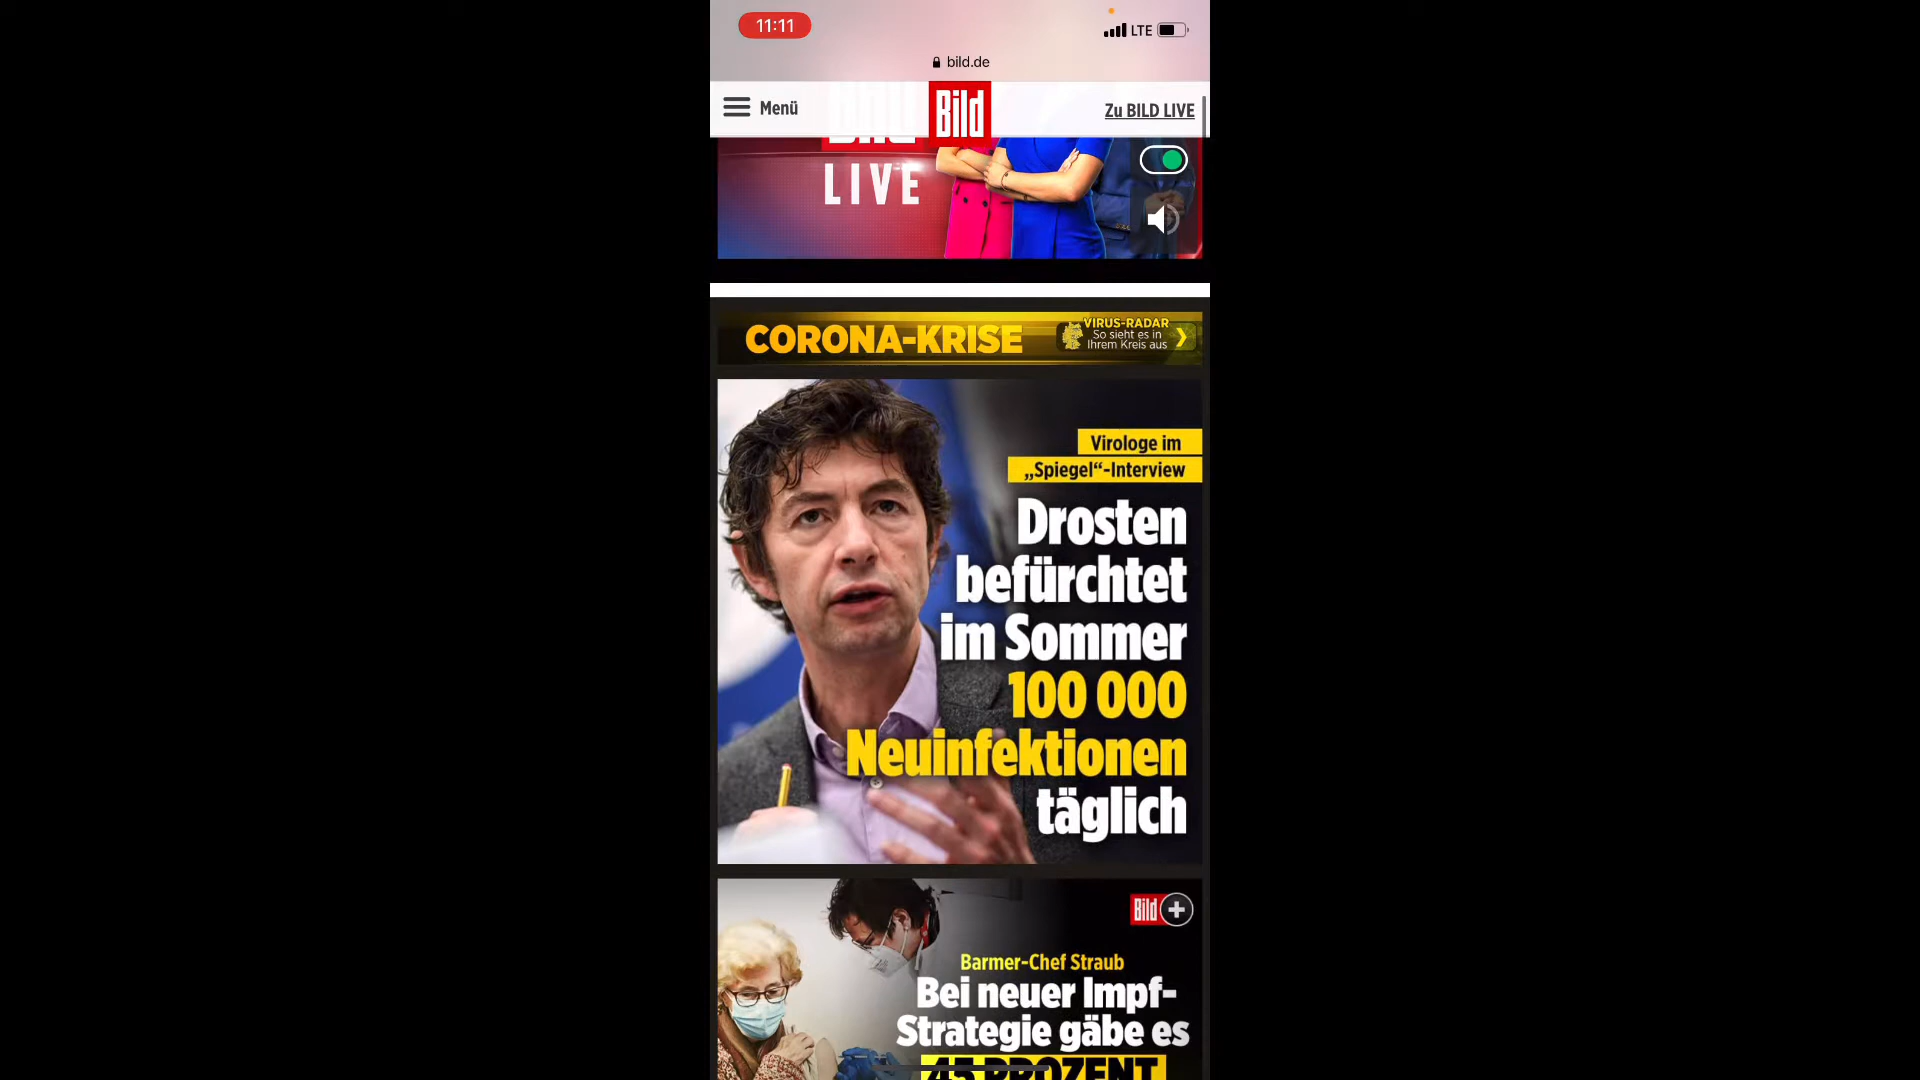 11:11
LTE
bild.de
Menü
Bild
Zu BILD LIVE
LIVE
CORONA-KRISE
VIRUS-RADAR
So sieht es in
Ihrem Kreis aus
Virologe im
„Spiegel“-Interview
Drosten
befürchtet
im Sommer
100 000
Neuinfektionen
täglich
Bild
Barmer-Chef Straub
Bei neuer Impf-
Strategie gäbe es
45 PROZENT